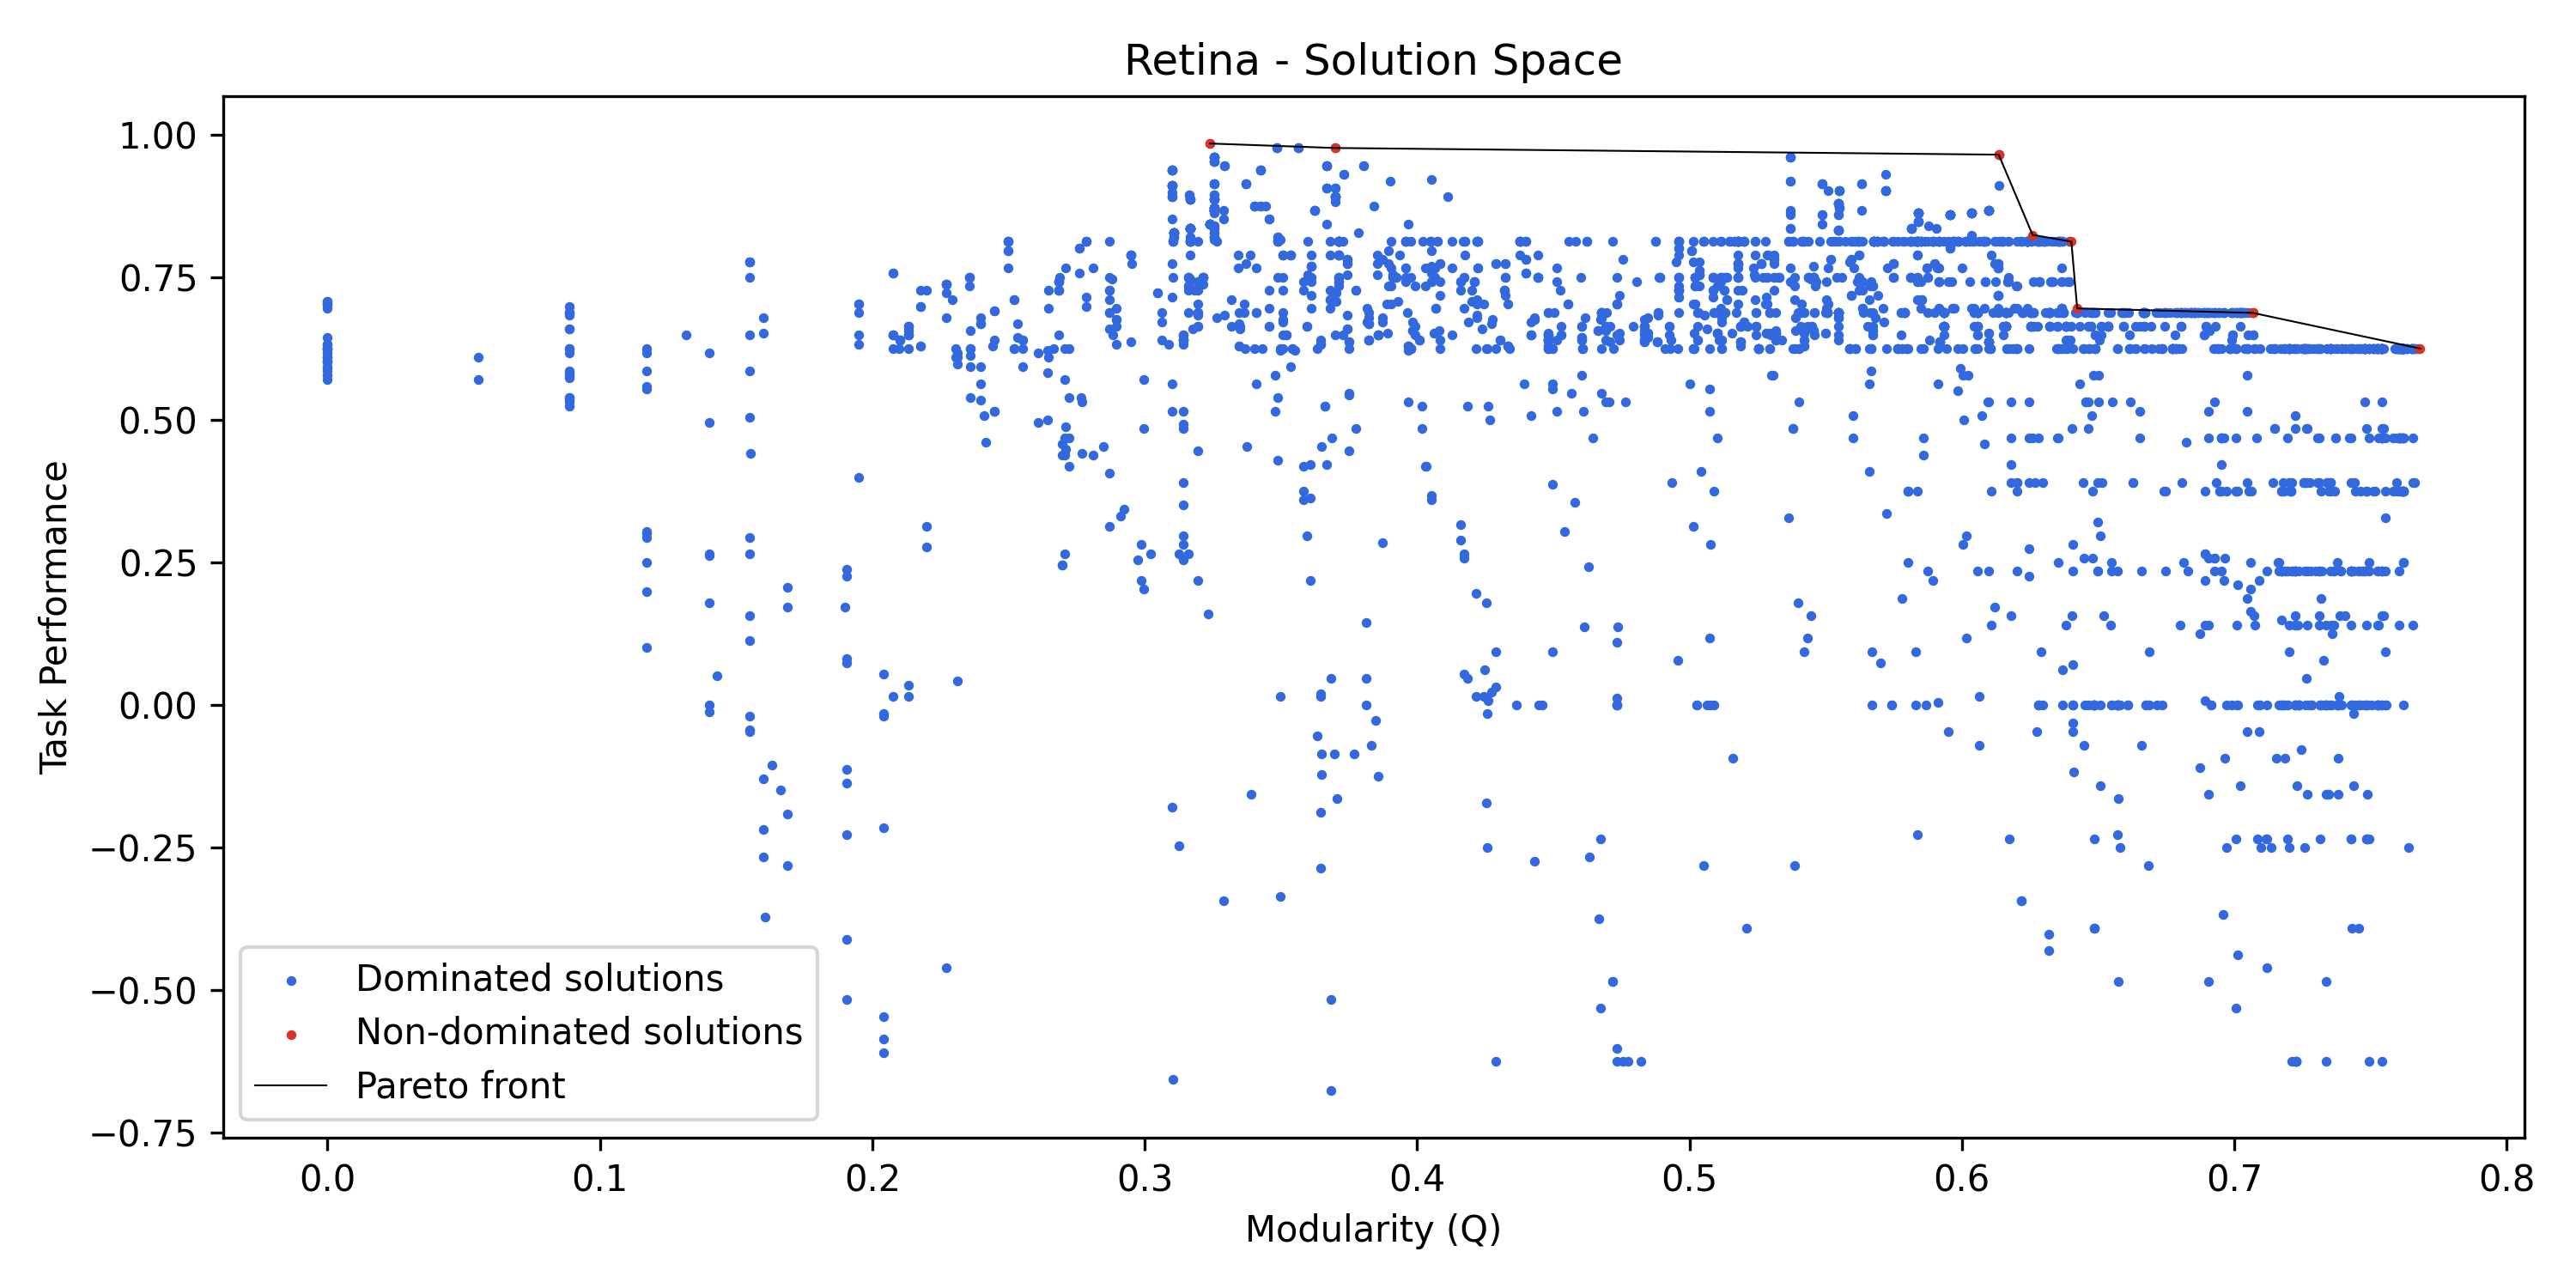 Retina - Solution Space
1.00
0.75
0.50
0.25
0.00
−0.25
−0.50
−0.75
Task Performance
Dominated solutions
Non-dominated solutions
Pareto front
0.0 0.1 0.2 0.3 0.4 0.5 0.6 0.7 0.8
Modularity (Q)